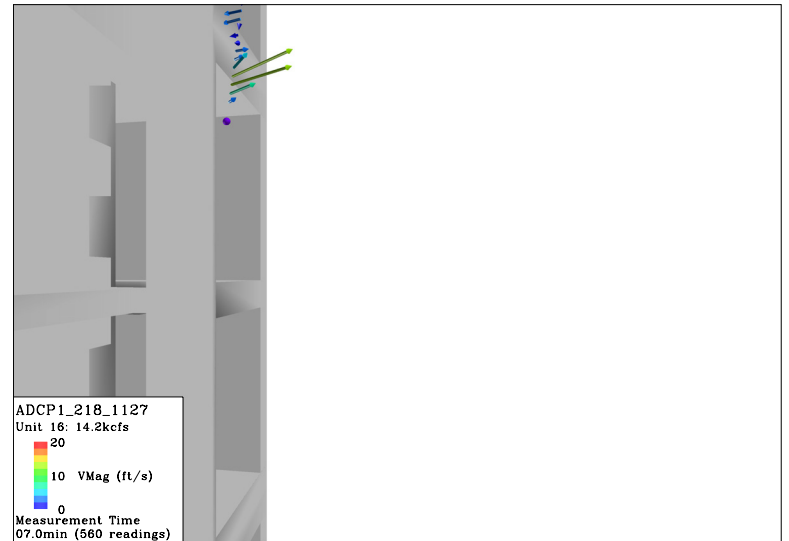 ADCP1_218_1127
Unit 16: 14.2kcfs
20
10 VMag (ft/s)
0
Measurement Time
07.0min (560 readings)